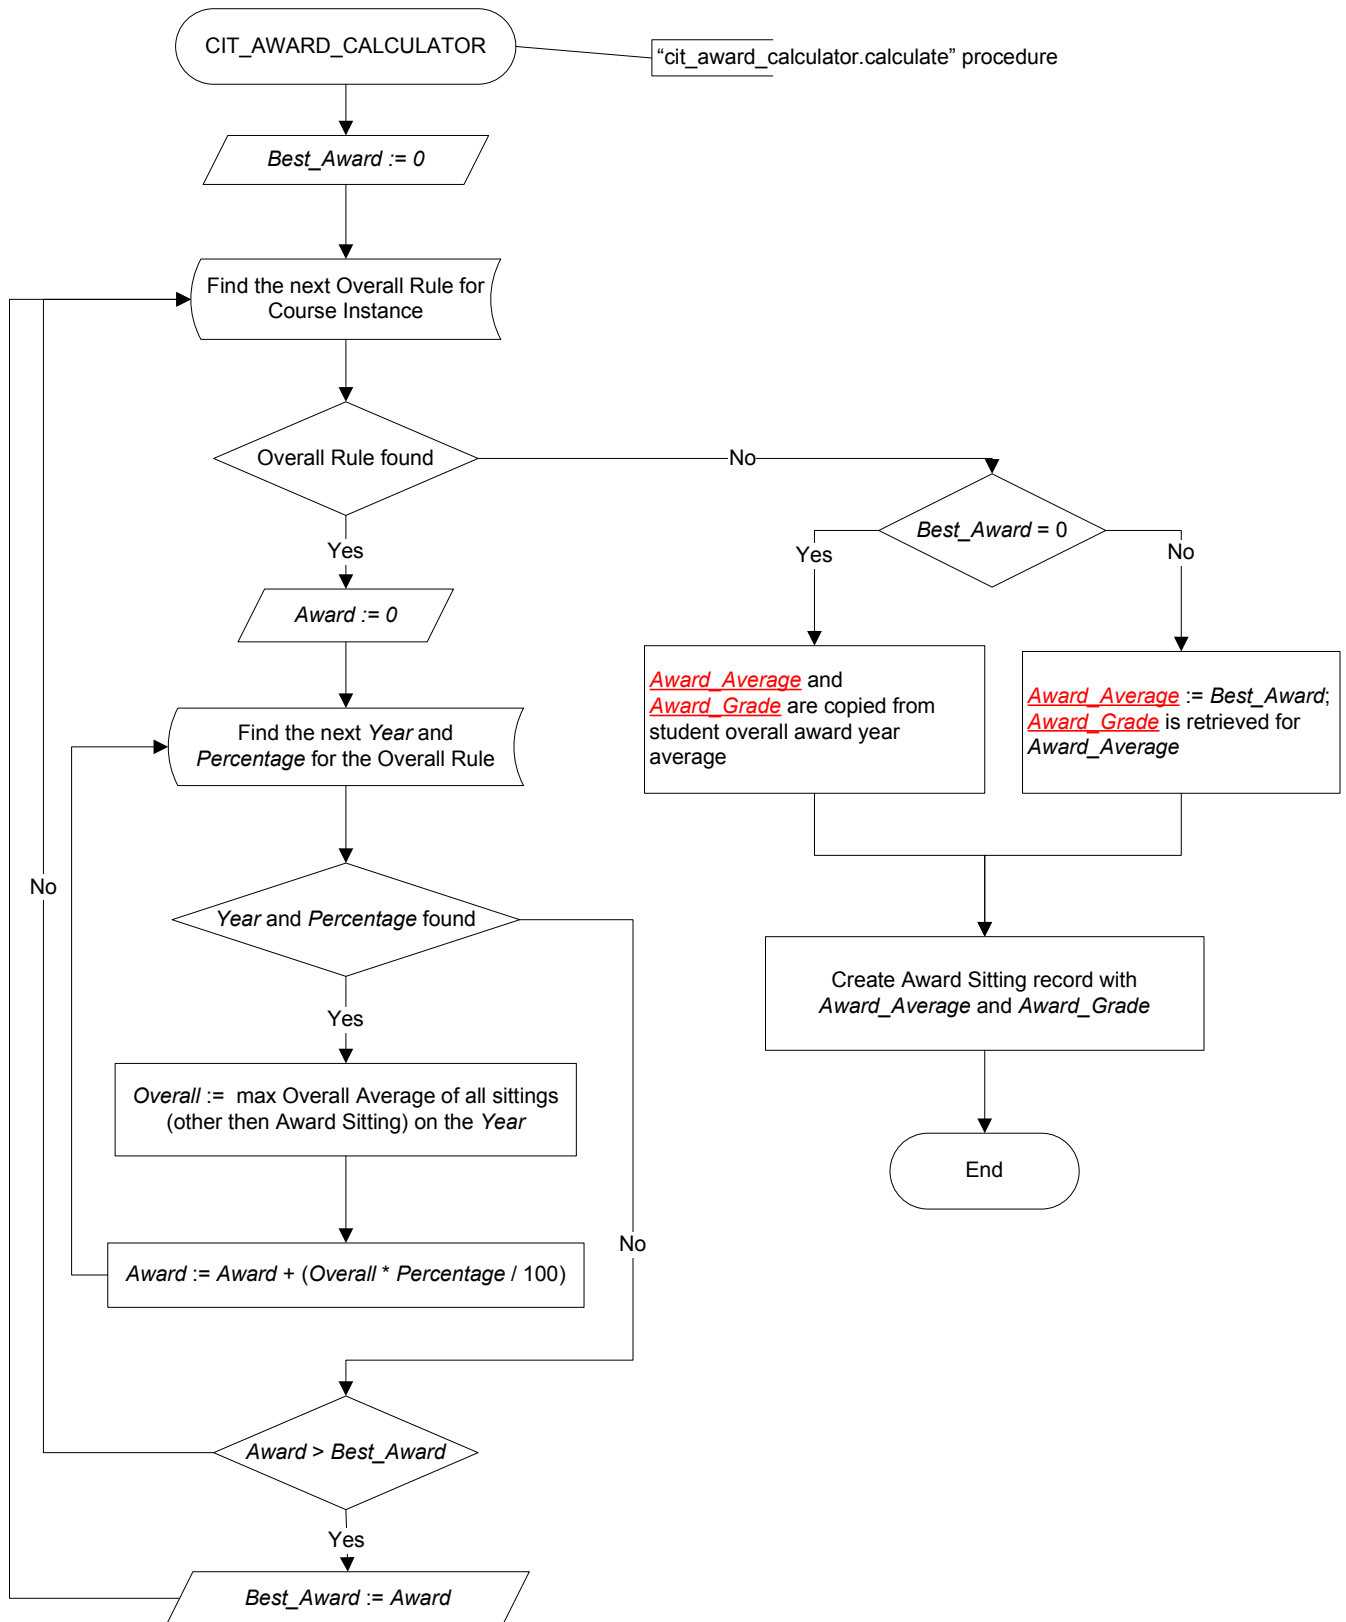 CIT_AWARD_CALCULATOR
“cit_award_calculator.calculate” procedure
Best_Award := 0
Find the next Overall Rule for
Course Instance
Overall Rule found
No
Best_Award = 0
Yes
Yes
No
Award := 0
Award_Average and
Award_Grade are copied from
student overall award year
average
Award_Average := Best_Award;
Award_Grade is retrieved for
Award_Average
Find the next Year and
Percentage for the Overall Rule
No
Year and Percentage found
Create Award Sitting record with
Award_Average and Award_Grade
Yes
Overall := max Overall Average of all sittings
(other then Award Sitting) on the Year
End
No
Award := Award + (Overall * Percentage / 100)
Award > Best_Award
Yes
Best_Award := Award